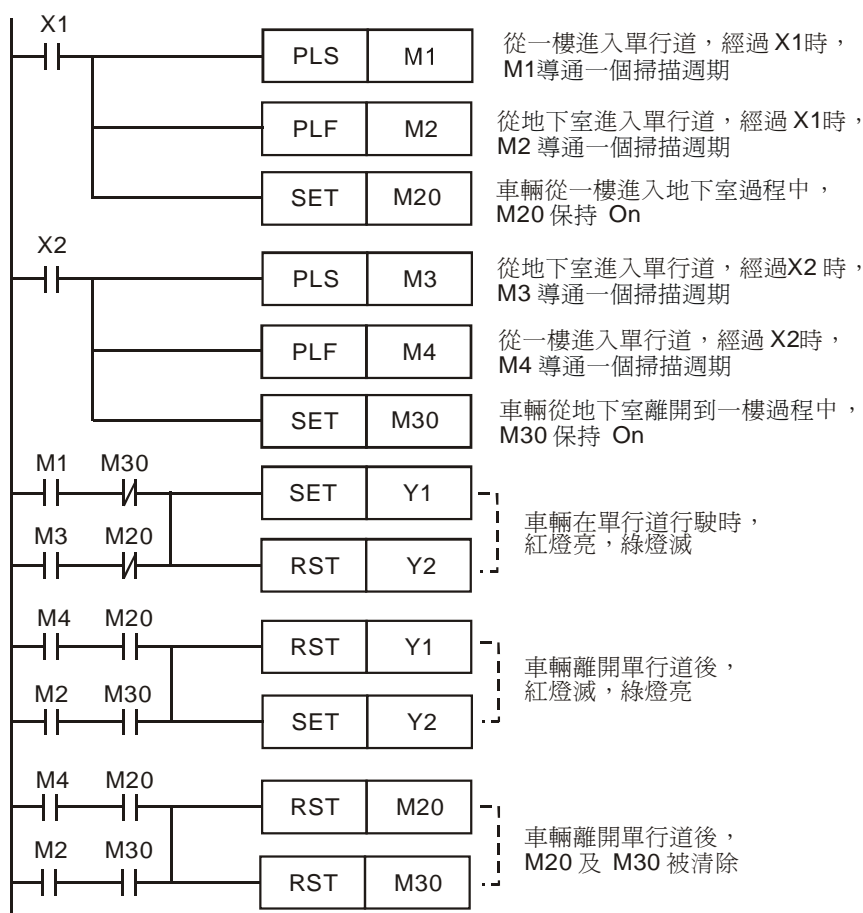 X1
PLS M1
從一樓進入單行道，經過 X1時，
M1導通一個掃描週期
PLF M2
從地下室進入單行道，經過 X1時，
M2 導通一個掃描週期
SET M20
車輛從一樓進入地下室過程中，
M20 保持 On
X2
PLS M3
從地下室進入單行道，經過X2 時，
M3 導通一個掃描週期
PLF M4
從一樓進入單行道，經過 X2時，
M4 導通一個掃描週期
SET M30
車輛從地下室離開到一樓過程中，
M30 保持 On
M1 M30
SET Y1
M3 M20
RST Y2
車輛在單行道行駛時，
紅燈亮，綠燈滅
M4 M20
RST Y1
M2 M30
SET Y2
車輛離開單行道後，
紅燈滅，綠燈亮
M4 M20
RST M20
M2 M30
RST M30
車輛離開單行道後，
M20 及 M30 被清除